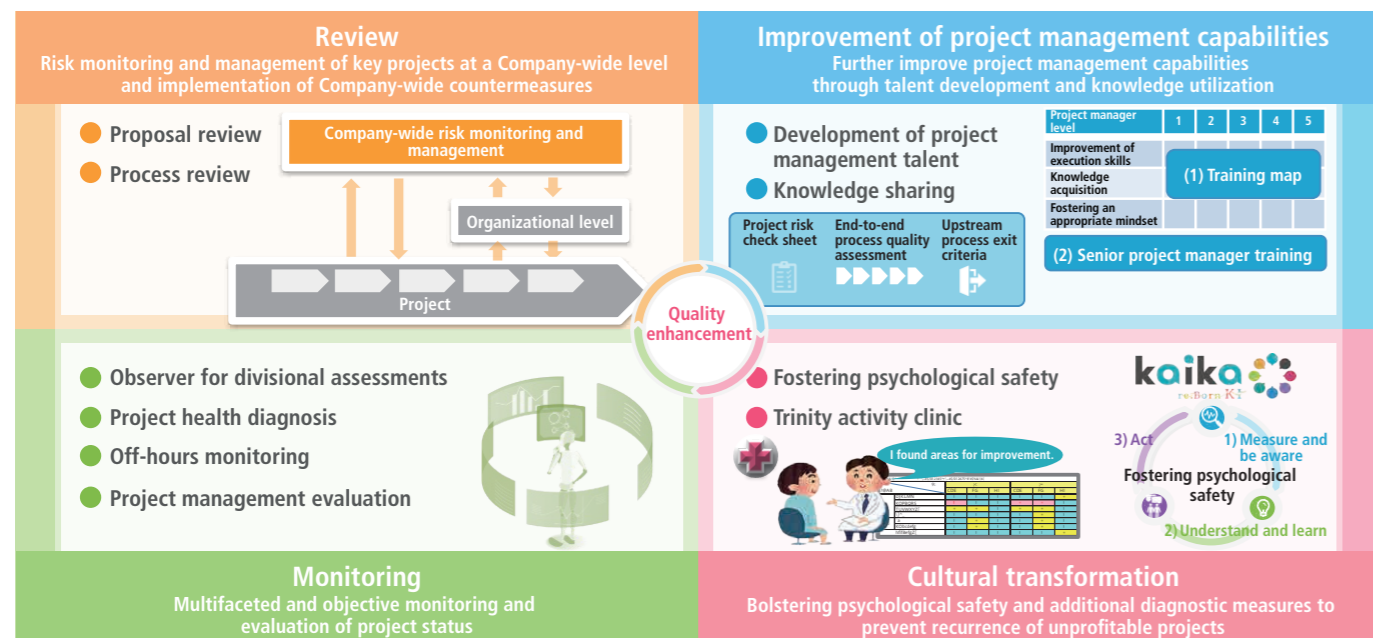 Review
Risk monitoring and management of key projects at a Company-wide level
and implementation of Company-wide countermeasures
Proposal review
Process review
Company-wide risk monitoring and
management
Organizational level
Project
Improvement of project management capabilities
Further improve project management capabilities
through talent development and knowledge utilization
Development of project
management talent
Knowledge sharing
Project risk
check sheet
End-to-end
process quality
assessment
Upstream
process exit
criteria
Project manager
level
1 2 3 4 5
Improvement of
execution skills
Knowledge
acquisition
Fostering an
appropriate mindset
(1) Training map
(2) Senior project manager training
Quality
enhancement
Observer for divisional assessments
Project health diagnosis
Off-hours monitoring
Project management evaluation
Monitoring
Multifaceted and objective monitoring and
evaluation of project status
Fostering psychological safety
Trinity activity clinic
I found areas for improvement.
kaika
re:Born
3) Act
1) Measure and
be aware
Fostering psychological
safety
2) Understand and learn
Cultural transformation
Bolstering psychological safety and additional diagnostic measures to
prevent recurrence of unprofitable projects